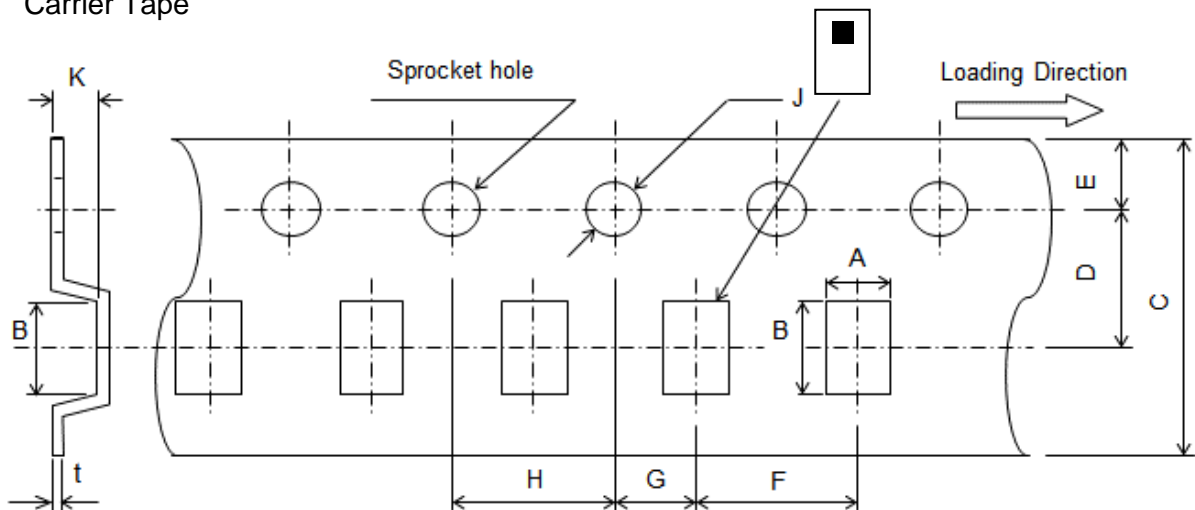 Carrier Tape
K
Sprocket hole
J
Loading Direction
E
A
D
B
B
C
t
H
G
F